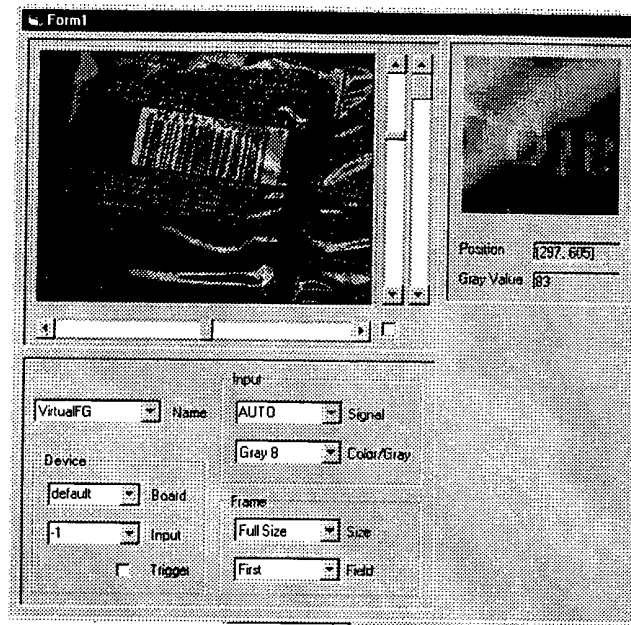 Form1
Position [297, 605]
Gray Value 83
Input
VirtualFG Name
AUTO Signal
Gray 8 Color/Gray
Device
default Board
-1 Input
Trigger
Frame
Full Size Size
First Field